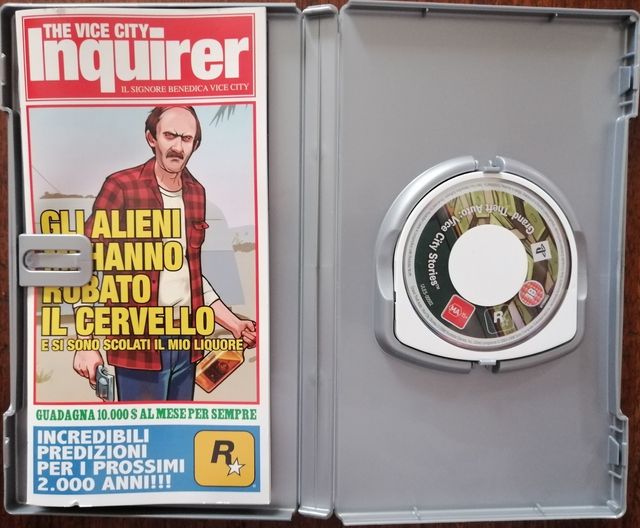 THE VICE CITY
Inquirer
IL SIGNORE BENEDICA VICE CITY
GLI ALIENI
HANNO
RUBATO
IL CERVELLO
E SI SONO SCOLATI IL MIO LIQUORE
GUADAGNA 10.000 $ AL MESE PER SEMPRE
INCREDIBILI
PREDIZIONI
PER I PROSSIMI
2.000 ANNI!!!
R
Grand Theft Auto: Vice City Stories
18
MA 15+
R